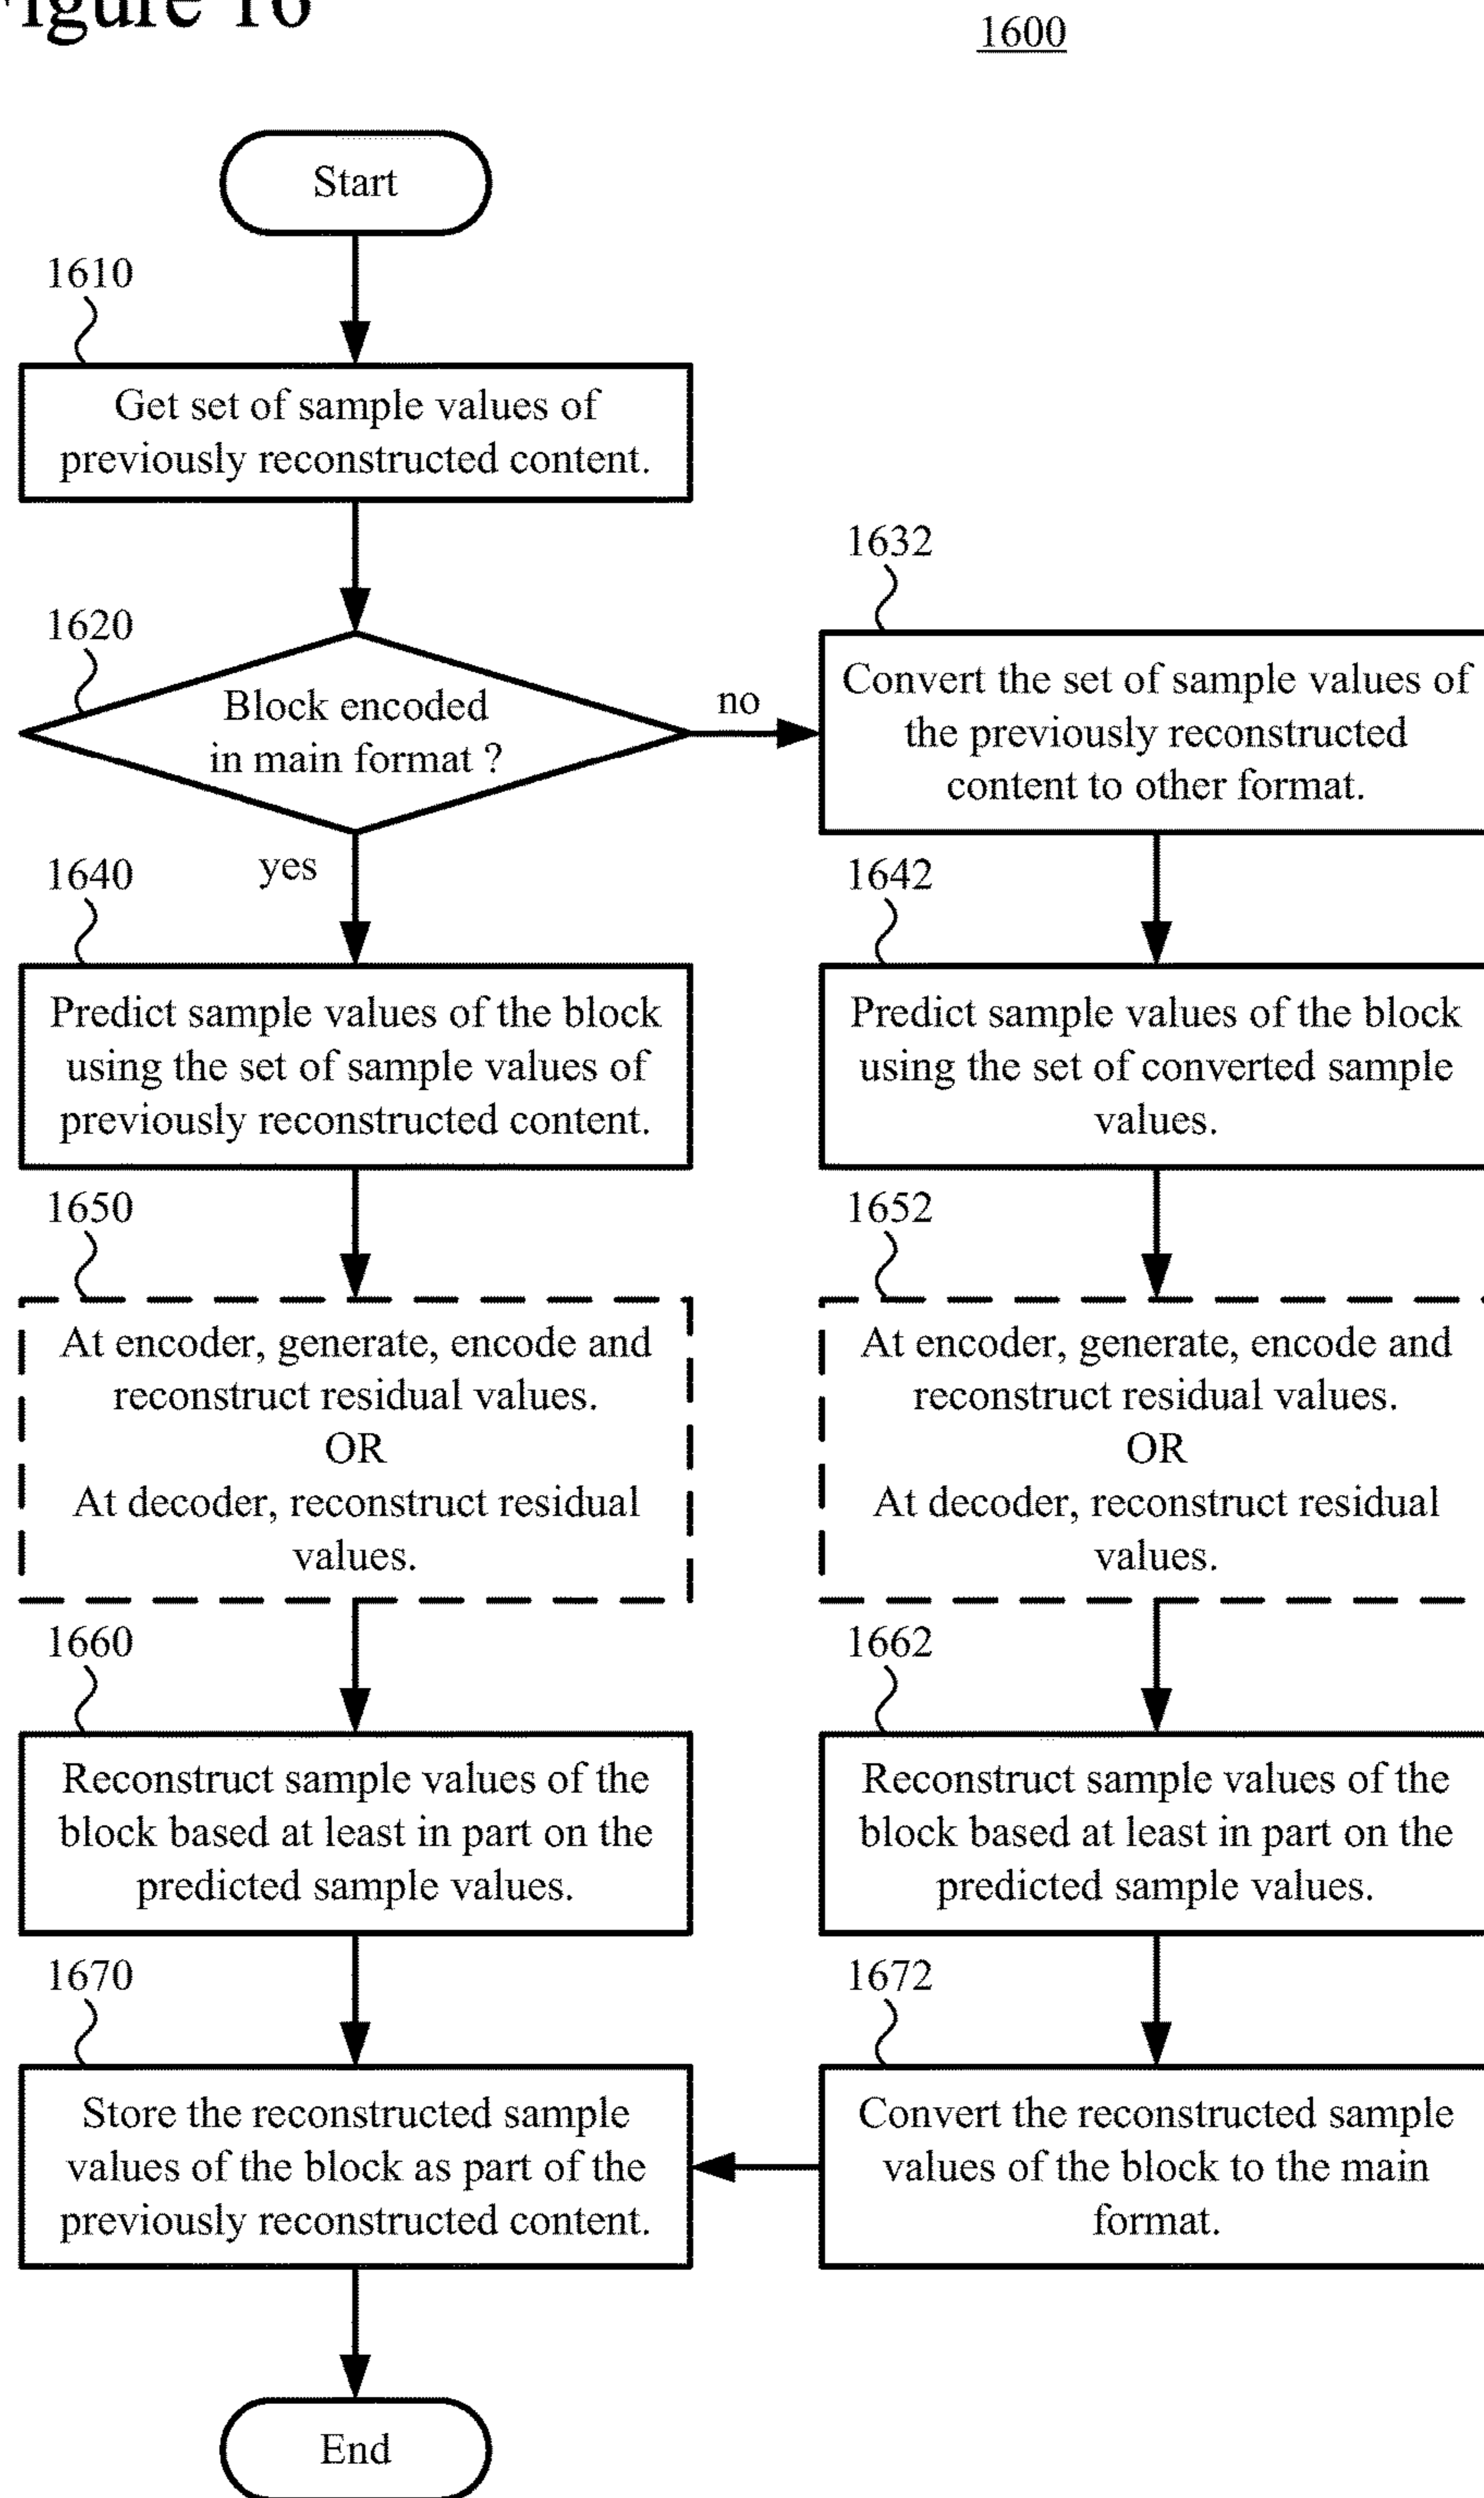 Figure 16
1600
Start
1610
Get set of sample values of
previously reconstructed content.
1620
Block encoded
in main format ?
no
yes
1632
Convert the set of sample values of
the previously reconstructed
content to other format.
1640
Predict sample values of the block
using the set of sample values of
previously reconstructed content.
1642
Predict sample values of the block
using the set of converted sample
values.
1650
At encoder, generate, encode and
reconstruct residual values.
OR
At decoder, reconstruct residual
values.
1652
At encoder, generate, encode and
reconstruct residual values.
OR
At decoder, reconstruct residual
values.
1660
Reconstruct sample values of the
block based at least in part on the
predicted sample values.
1662
Reconstruct sample values of the
block based at least in part on the
predicted sample values.
1670
Store the reconstructed sample
values of the block as part of the
previously reconstructed content.
1672
Convert the reconstructed sample
values of the block to the main
format.
End